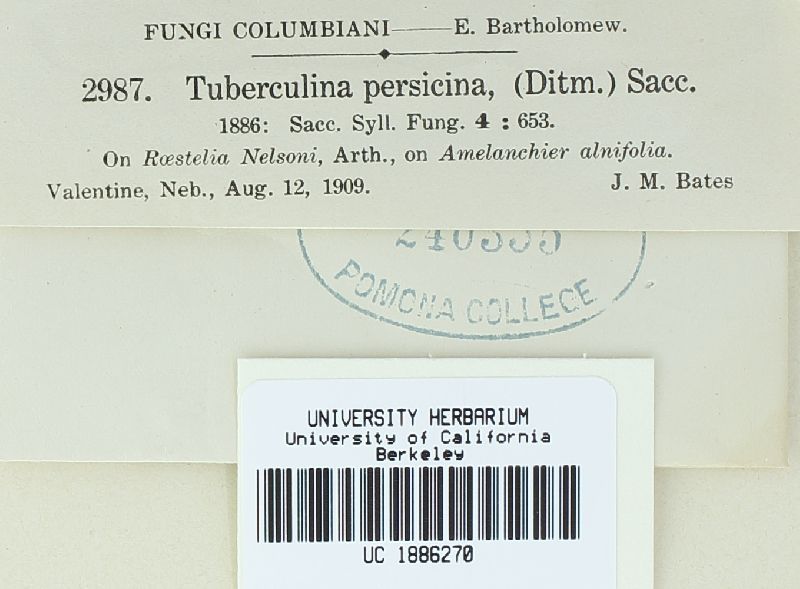 FUNGI COLUMBIANI——E. Bartholomew.
2987. Tuberculina persicina, (Ditm.) Sacc.
1886: Sacc. Syll. Fung. 4 : 653.
On Rœstelia Nelsoni, Arth., on Amelanchier alnifolia.
Valentine, Neb., Aug. 12, 1909. J. M. Bates
POMONA COLLEGE
UNIVERSITY HERBARIUM
University of California
Berkeley
UC 1886270